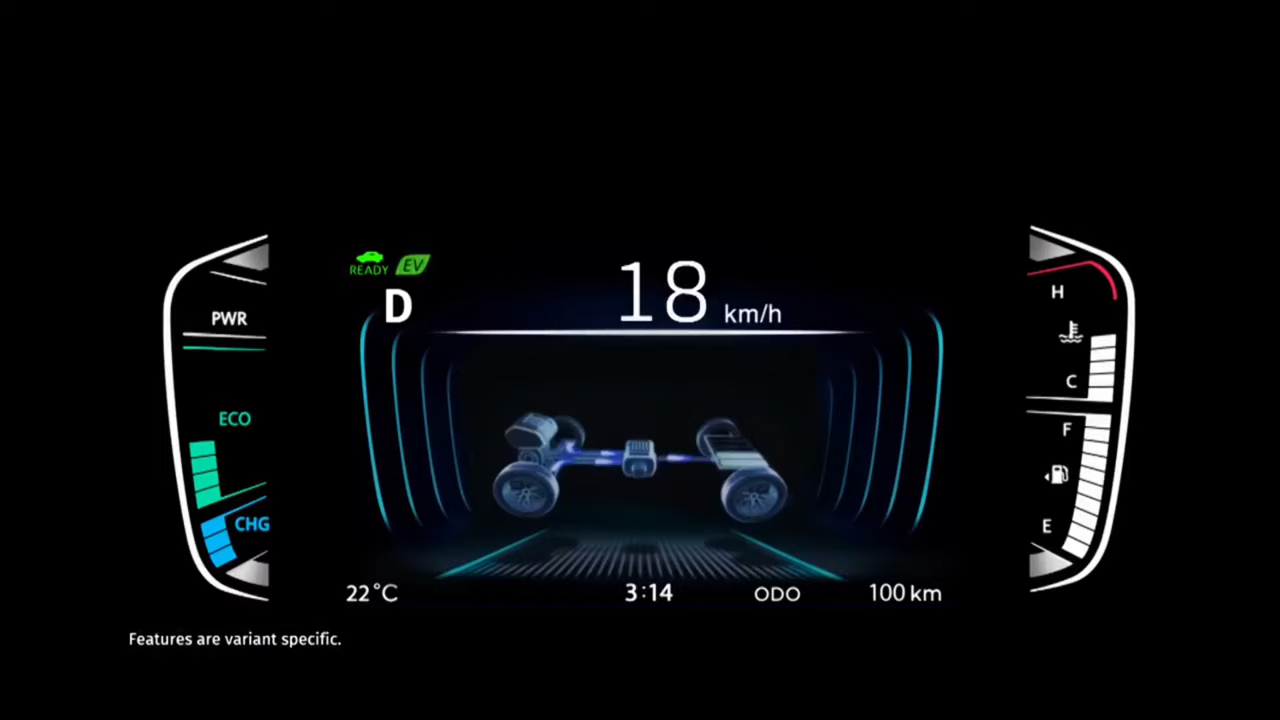 READY EV
D
18 km/h
PWR
ECO
CHG
H
C
F
E
22°C
3:14
ODO
100 km
Features are variant specific.